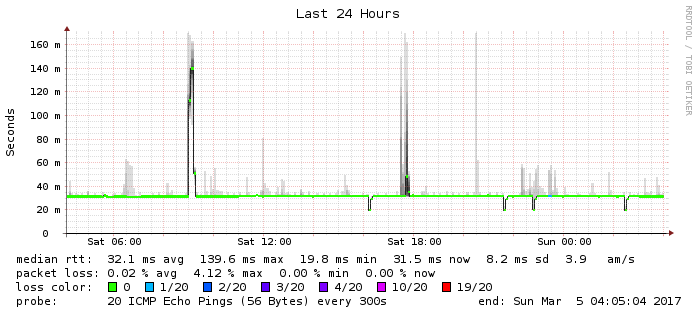 Last 24 Hours
RRDTOOL / TOBI OETIKER
Seconds
160 m
140 m
120 m
100 m
80 m
60 m
40 m
20 m
0
Sat 06:00 Sat 12:00 Sat 18:00 Sun 00:00
median rtt: 32.1 ms avg 139.6 ms max 19.8 ms min 31.5 ms now 8.2 ms sd 3.9 am/s
packet loss: 0.02 % avg 4.12 % max 0.00 % min 0.00 % now
loss color: 0 1/20 2/20 3/20 4/20 10/20 19/20
probe: 20 ICMP Echo Pings (56 Bytes) every 300s end: Sun Mar 5 04:05:04 2017